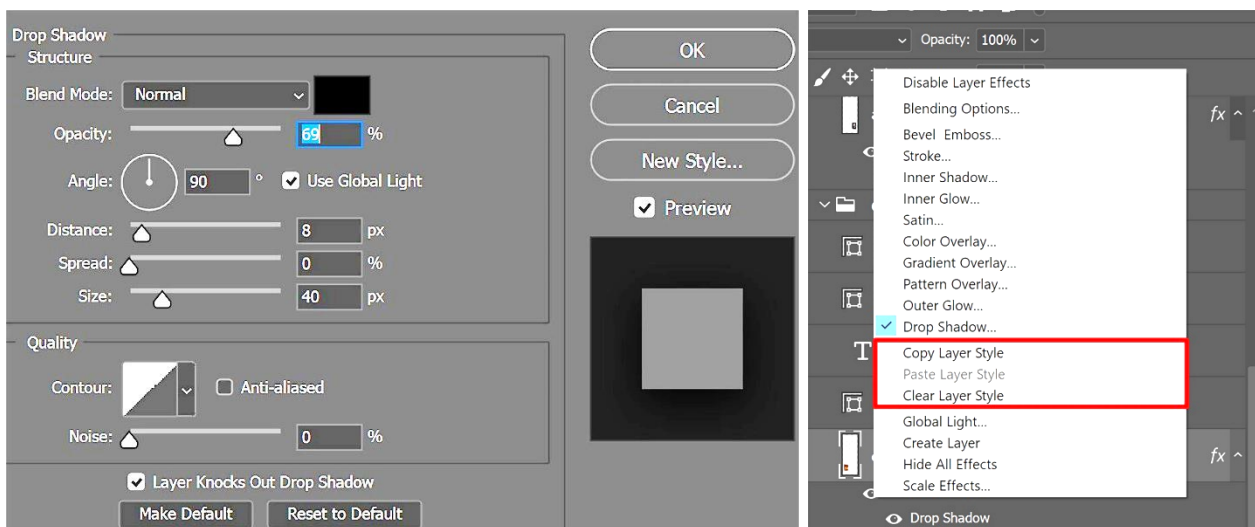 Drop Shadow
Structure
Blend Mode: Normal
Opacity: 69 %
Angle: 90 ° Use Global Light
Distance: 8 px
Spread: 0 %
Size: 40 px
Quality
Contour: Anti-aliased
Noise: 0 %
Layer Knocks Out Drop Shadow
Make Default Reset to Default
OK
Cancel
New Style...
Preview
Opacity: 100%
Disable Layer Effects
Blending Options...
Bevel Emboss...
Stroke...
Inner Shadow...
Inner Glow...
Satin...
Color Overlay...
Gradient Overlay...
Pattern Overlay...
Outer Glow...
Drop Shadow...
Copy Layer Style
Paste Layer Style
Clear Layer Style
Global Light...
Create Layer
Hide All Effects
Scale Effects...
fx
T
fx
Drop Shadow